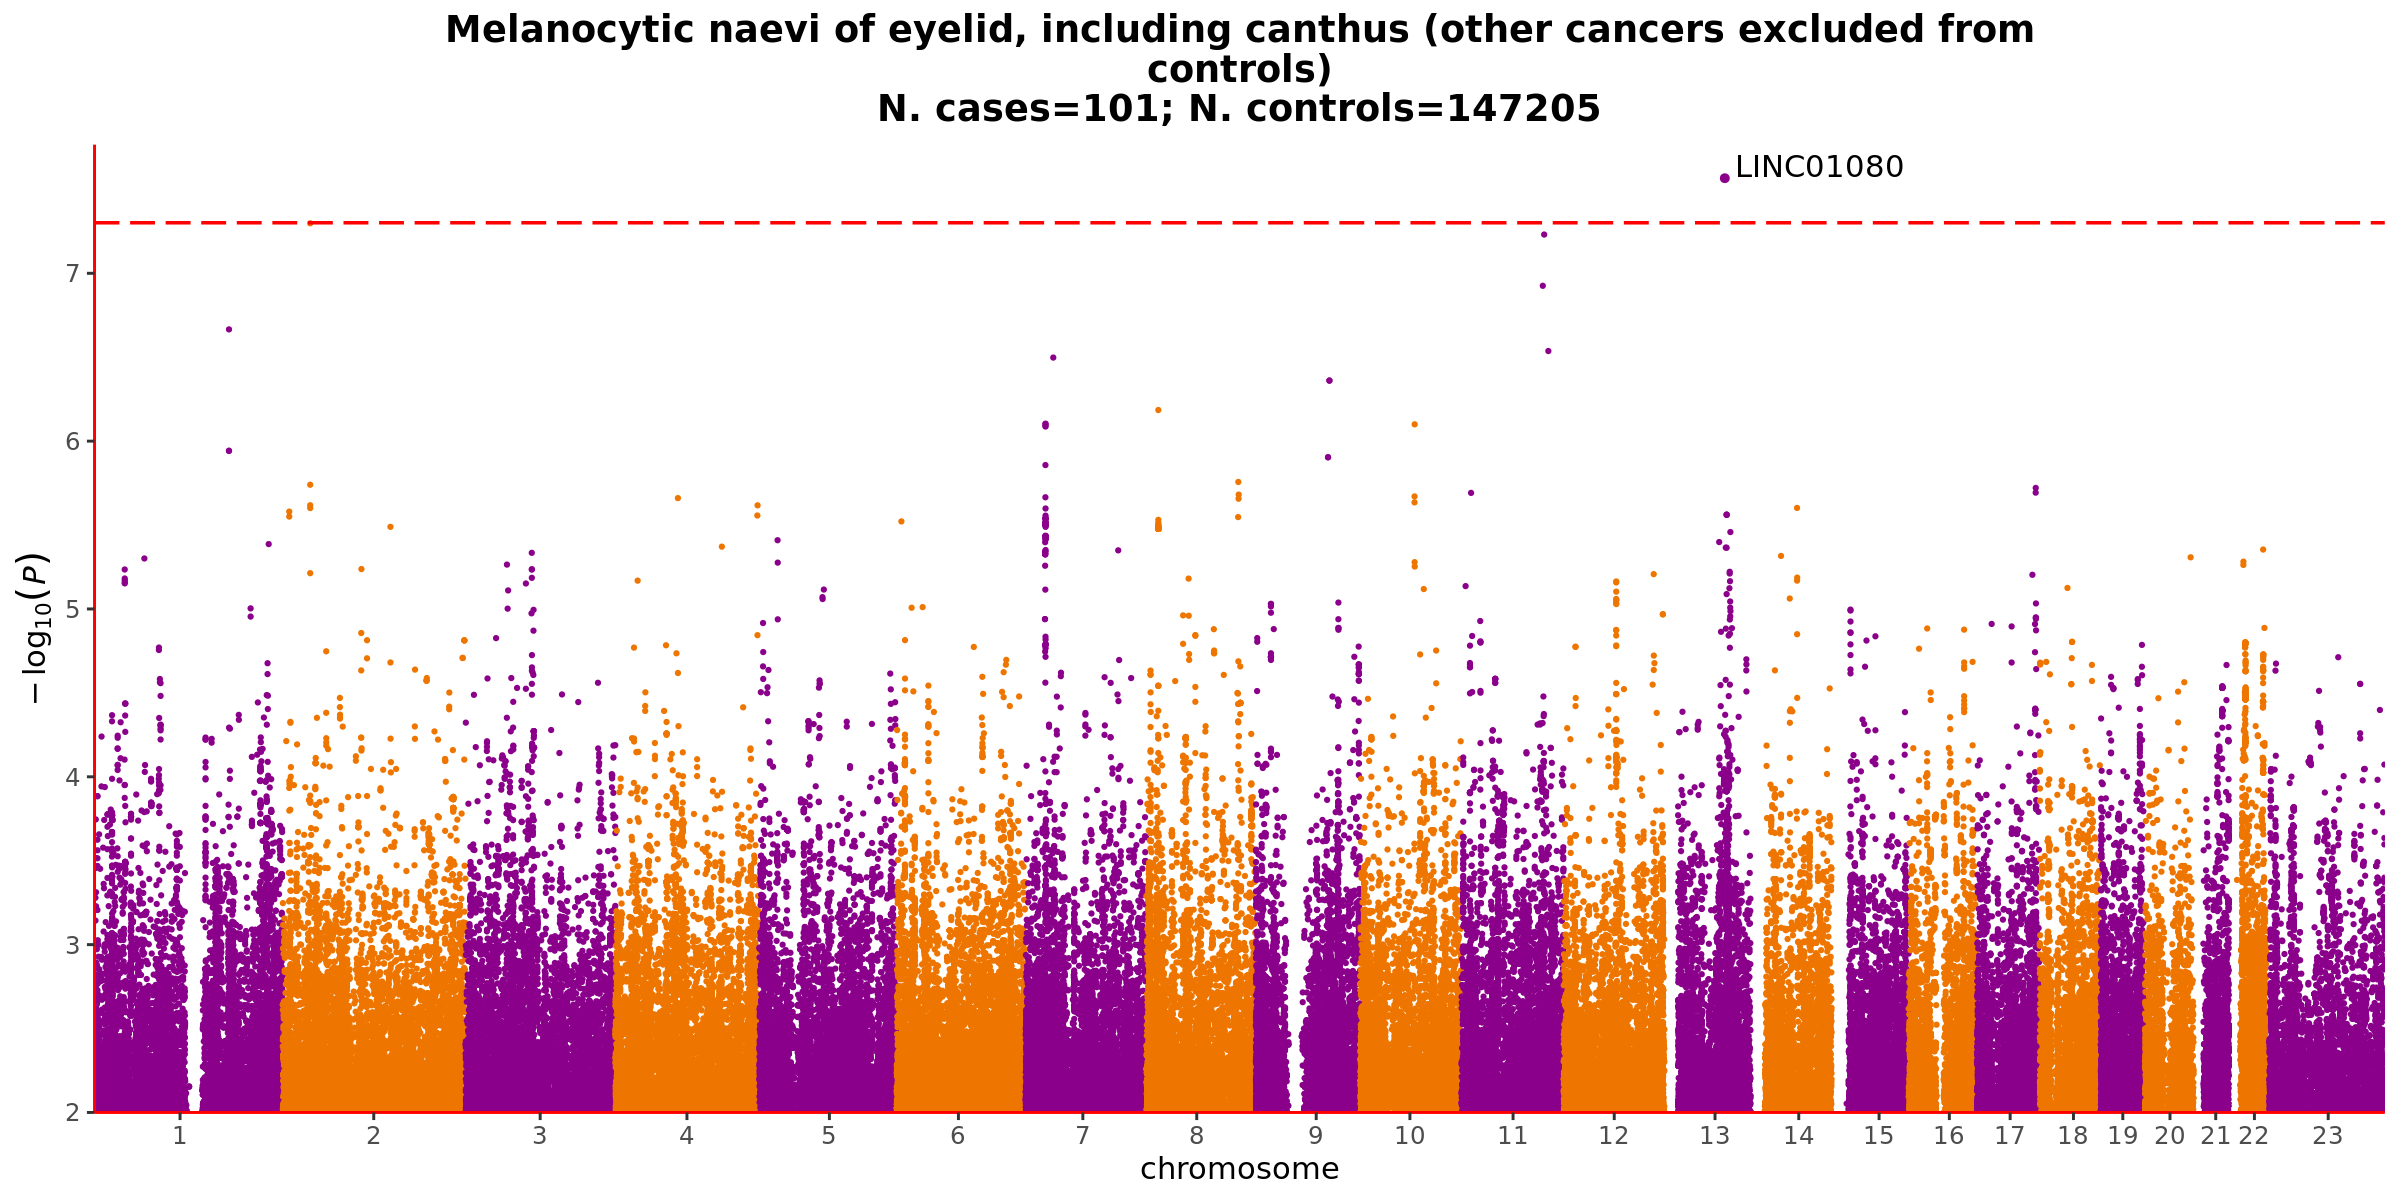 Melanocytic naevi of eyelid, including canthus (other cancers excluded from
controls)
N. cases=101; N. controls=147205
LINC01080
7
6
5
4
3
2
−log10(P)
1 2 3 4 5 6 7 8 9 10 11 12 13 14 15 16 17 18 19 20 21 22 23
chromosome